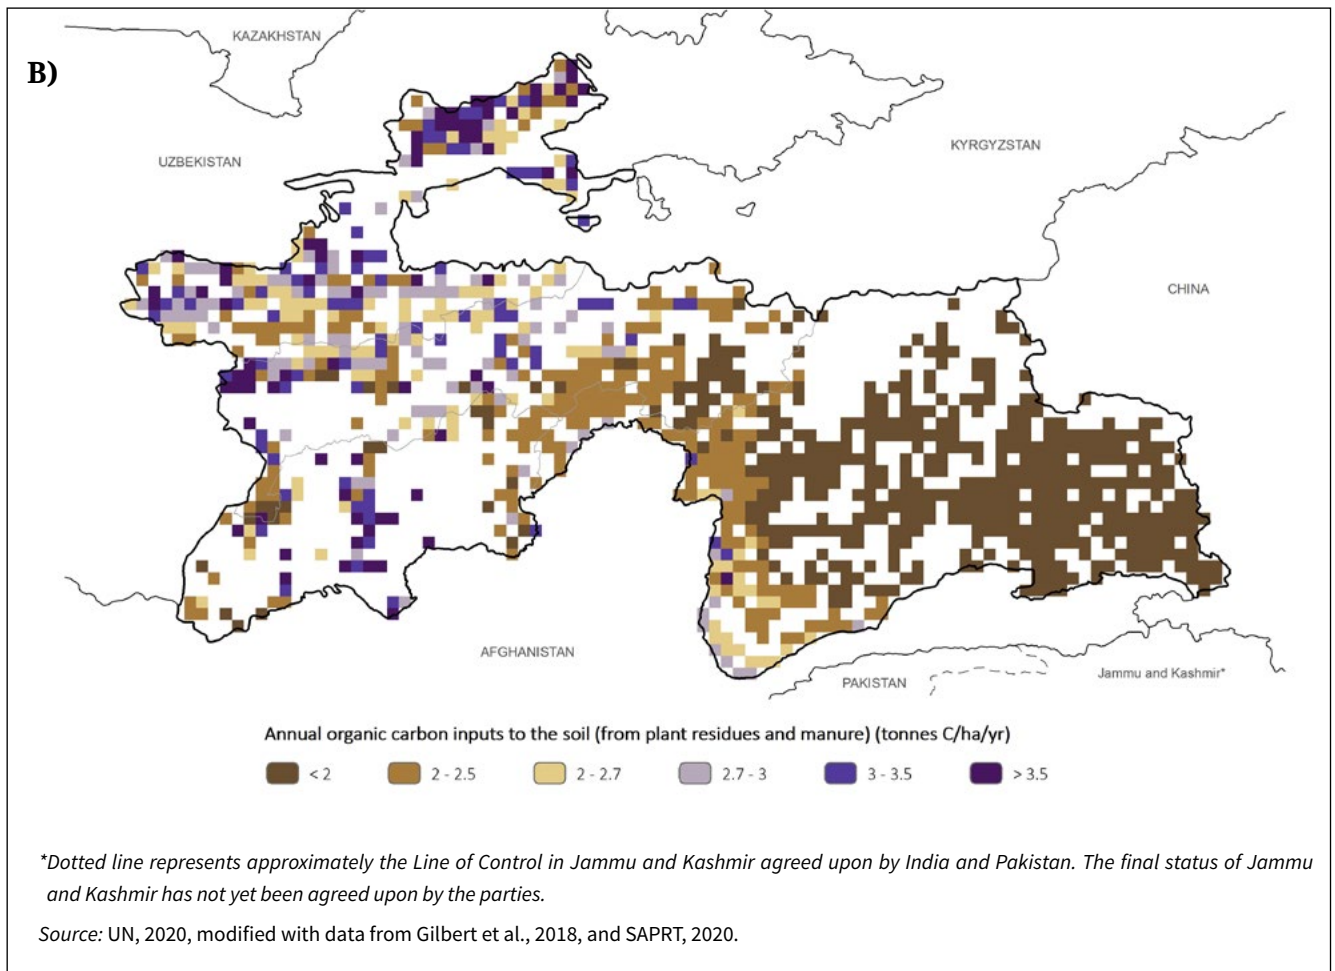 B)
KAZAKHSTAN
UZBEKISTAN
KYRGYZSTAN
CHINA
AFGHANISTAN
PAKISTAN
Jammu and Kashmir*
Annual organic carbon inputs to the soil (from plant residues and manure) (tonnes C/ha/yr)
< 2
2 - 2.5
2 - 2.7
2.7 - 3
3 - 3.5
> 3.5
*Dotted line represents approximately the Line of Control in Jammu and Kashmir agreed upon by India and Pakistan. The final status of Jammu
and Kashmir has not yet been agreed upon by the parties.
Source: UN, 2020, modified with data from Gilbert et al., 2018, and SAPRT, 2020.